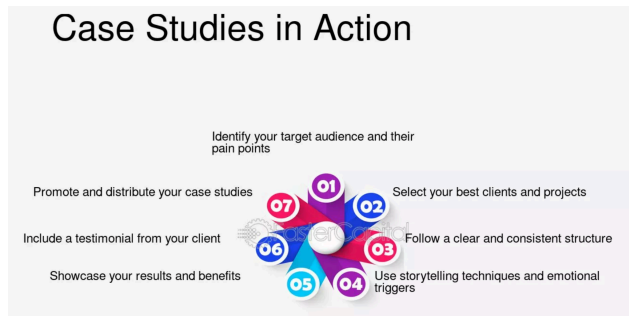 Case Studies in Action
Identify your target audience and their
pain points
01
Promote and distribute your case studies
07
02
Select your best clients and projects
Include a testimonial from your client
06
FasterCapital
03
Follow a clear and consistent structure
Showcase your results and benefits
05
04
Use storytelling techniques and emotional
triggers